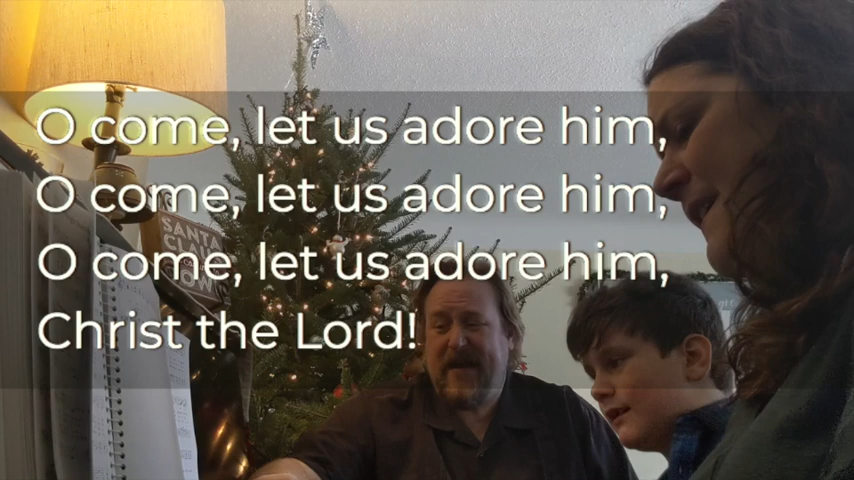 O come, let us adore him,
O come, let us adore him,
O come, let us adore him,
Christ the Lord!
SANTA